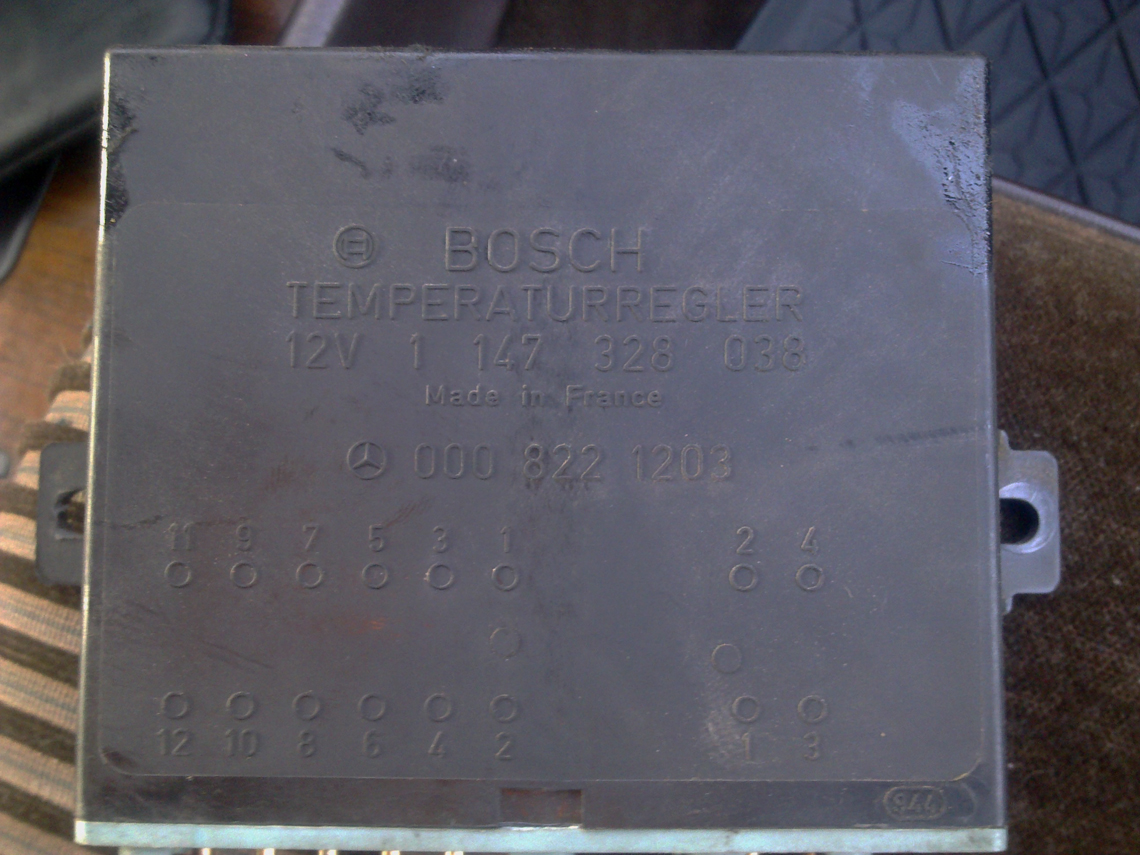 BOSCH
TEMPERATURREGLER
12V 1 147 328 038
Made in France
000 822 1203
11 9 7 5 3 1 2 4
12 10 8 6 4 2 1 3
944